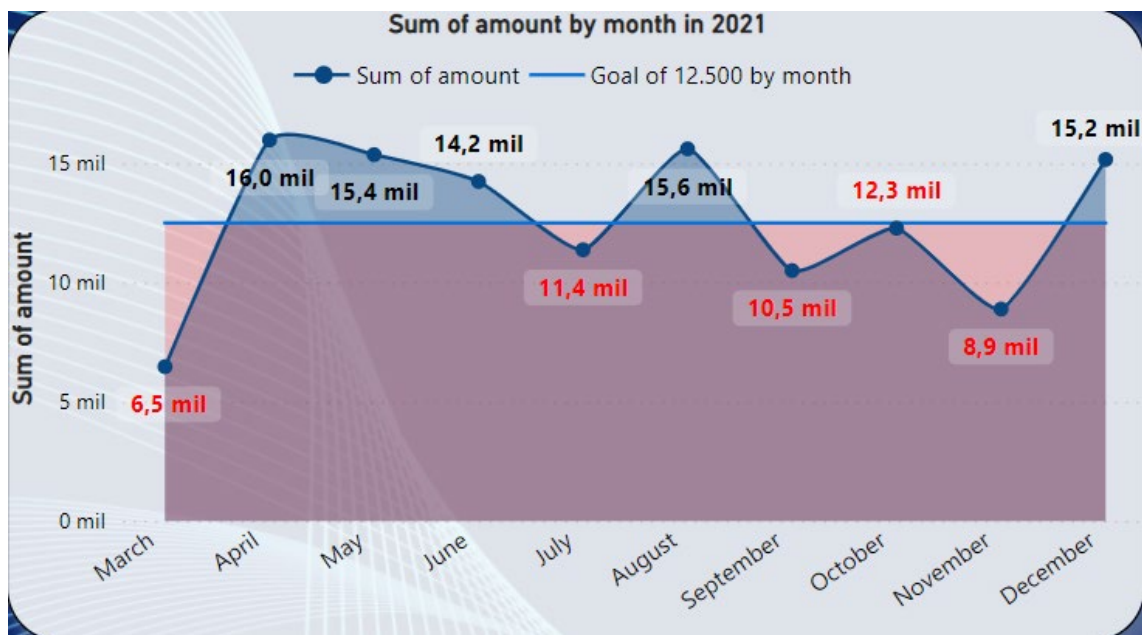 Sum of amount by month in 2021
Sum of amount
Goal of 12.500 by month
Sum of amount
15 mil
10 mil
5 mil
0 mil
6,5 mil
16,0 mil
15,4 mil
14,2 mil
11,4 mil
15,6 mil
10,5 mil
12,3 mil
8,9 mil
15,2 mil
March
April
May
June
July
August
September
October
November
December